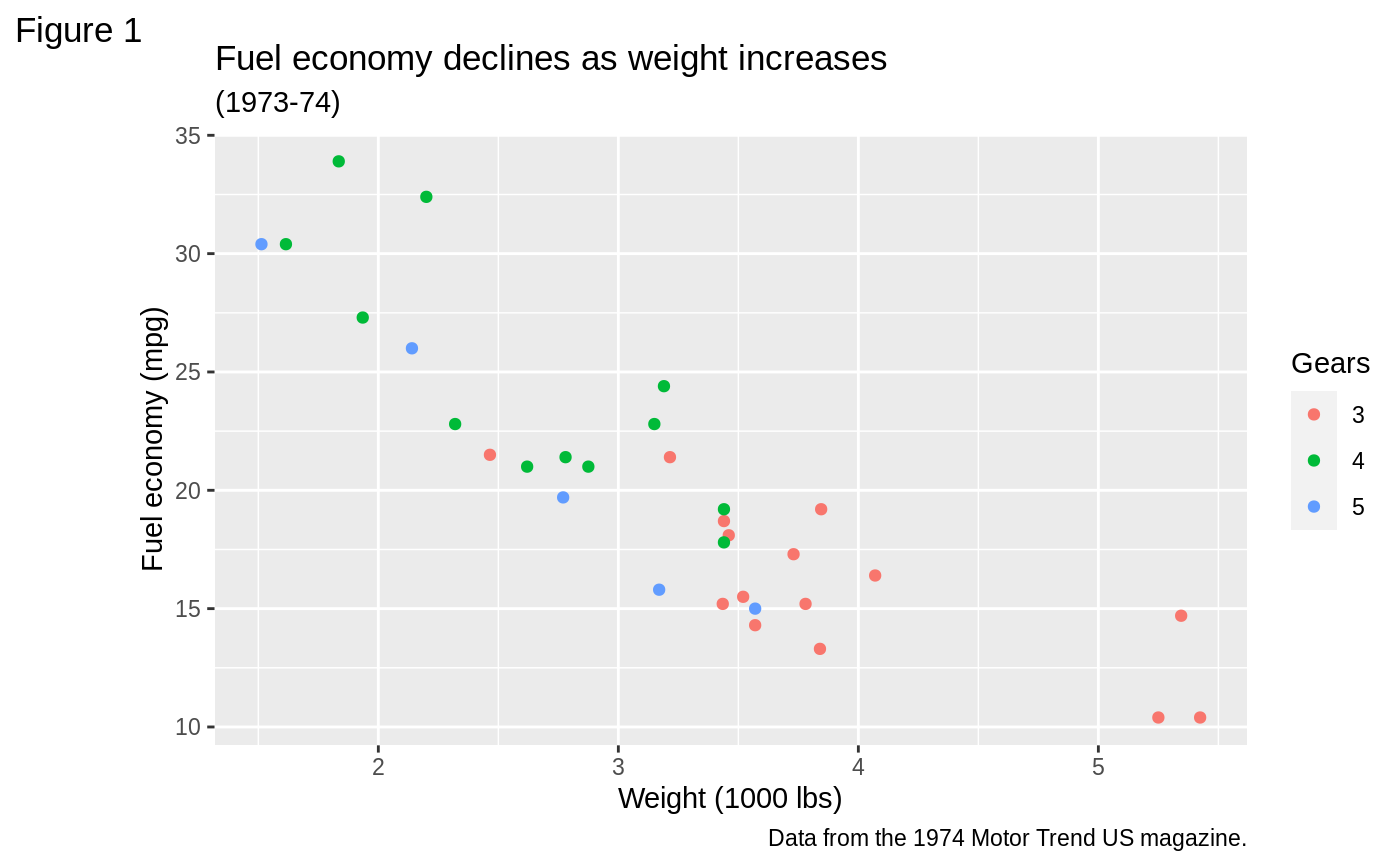 Figure 1
Fuel economy declines as weight increases
(1973-74)
35
30
25
20
15
10
Fuel economy (mpg)
2 3 4 5
Weight (1000 lbs)
Gears
3
4
5
Data from the 1974 Motor Trend US magazine.